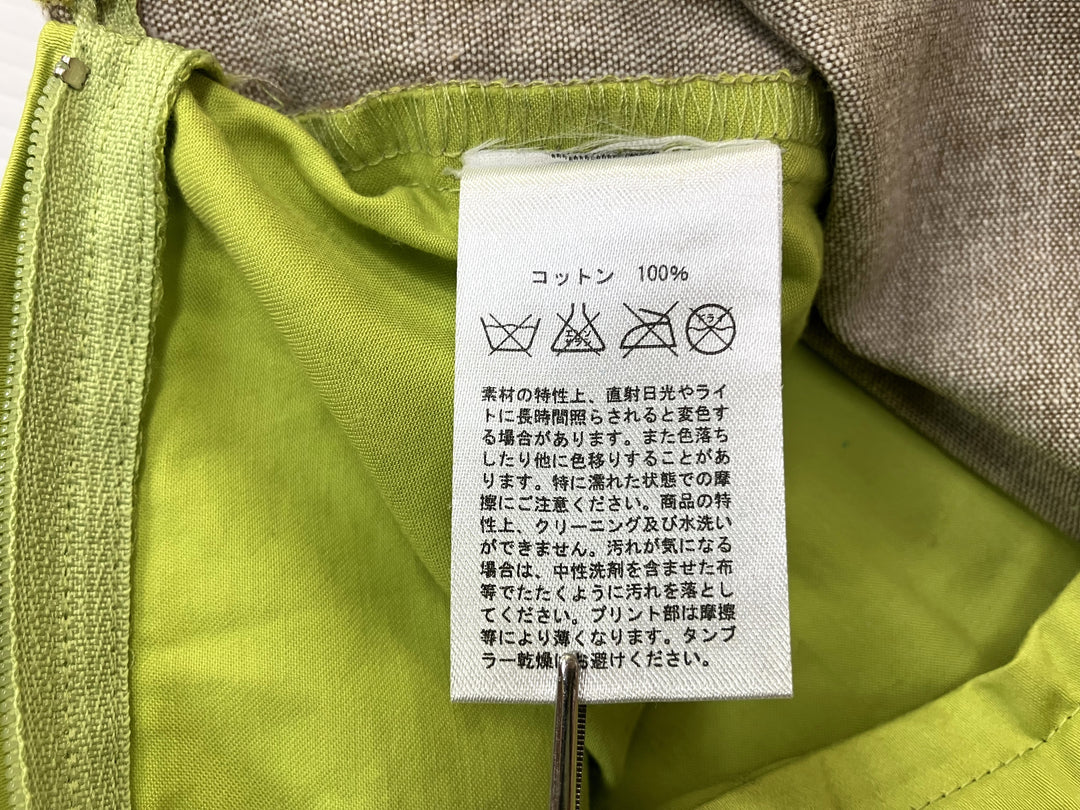 コットン 100%
エンソ サラシ ドライ
素材の特性上、直射日光やライ
トに長時間照らされると変色す
る場合があります。また色落ち
したり他に色移りすることがあ
ります。特に濡れた状態での摩
擦にご注意ください。商品の特
性上、クリーニング及び水洗い
ができません。汚れが気になる
場合は、中性洗剤を含ませた布
等でたたくように汚れを落とし
てください。プリント部は摩擦
等により薄くなります。タンブ
ラー乾燥はお避けください。